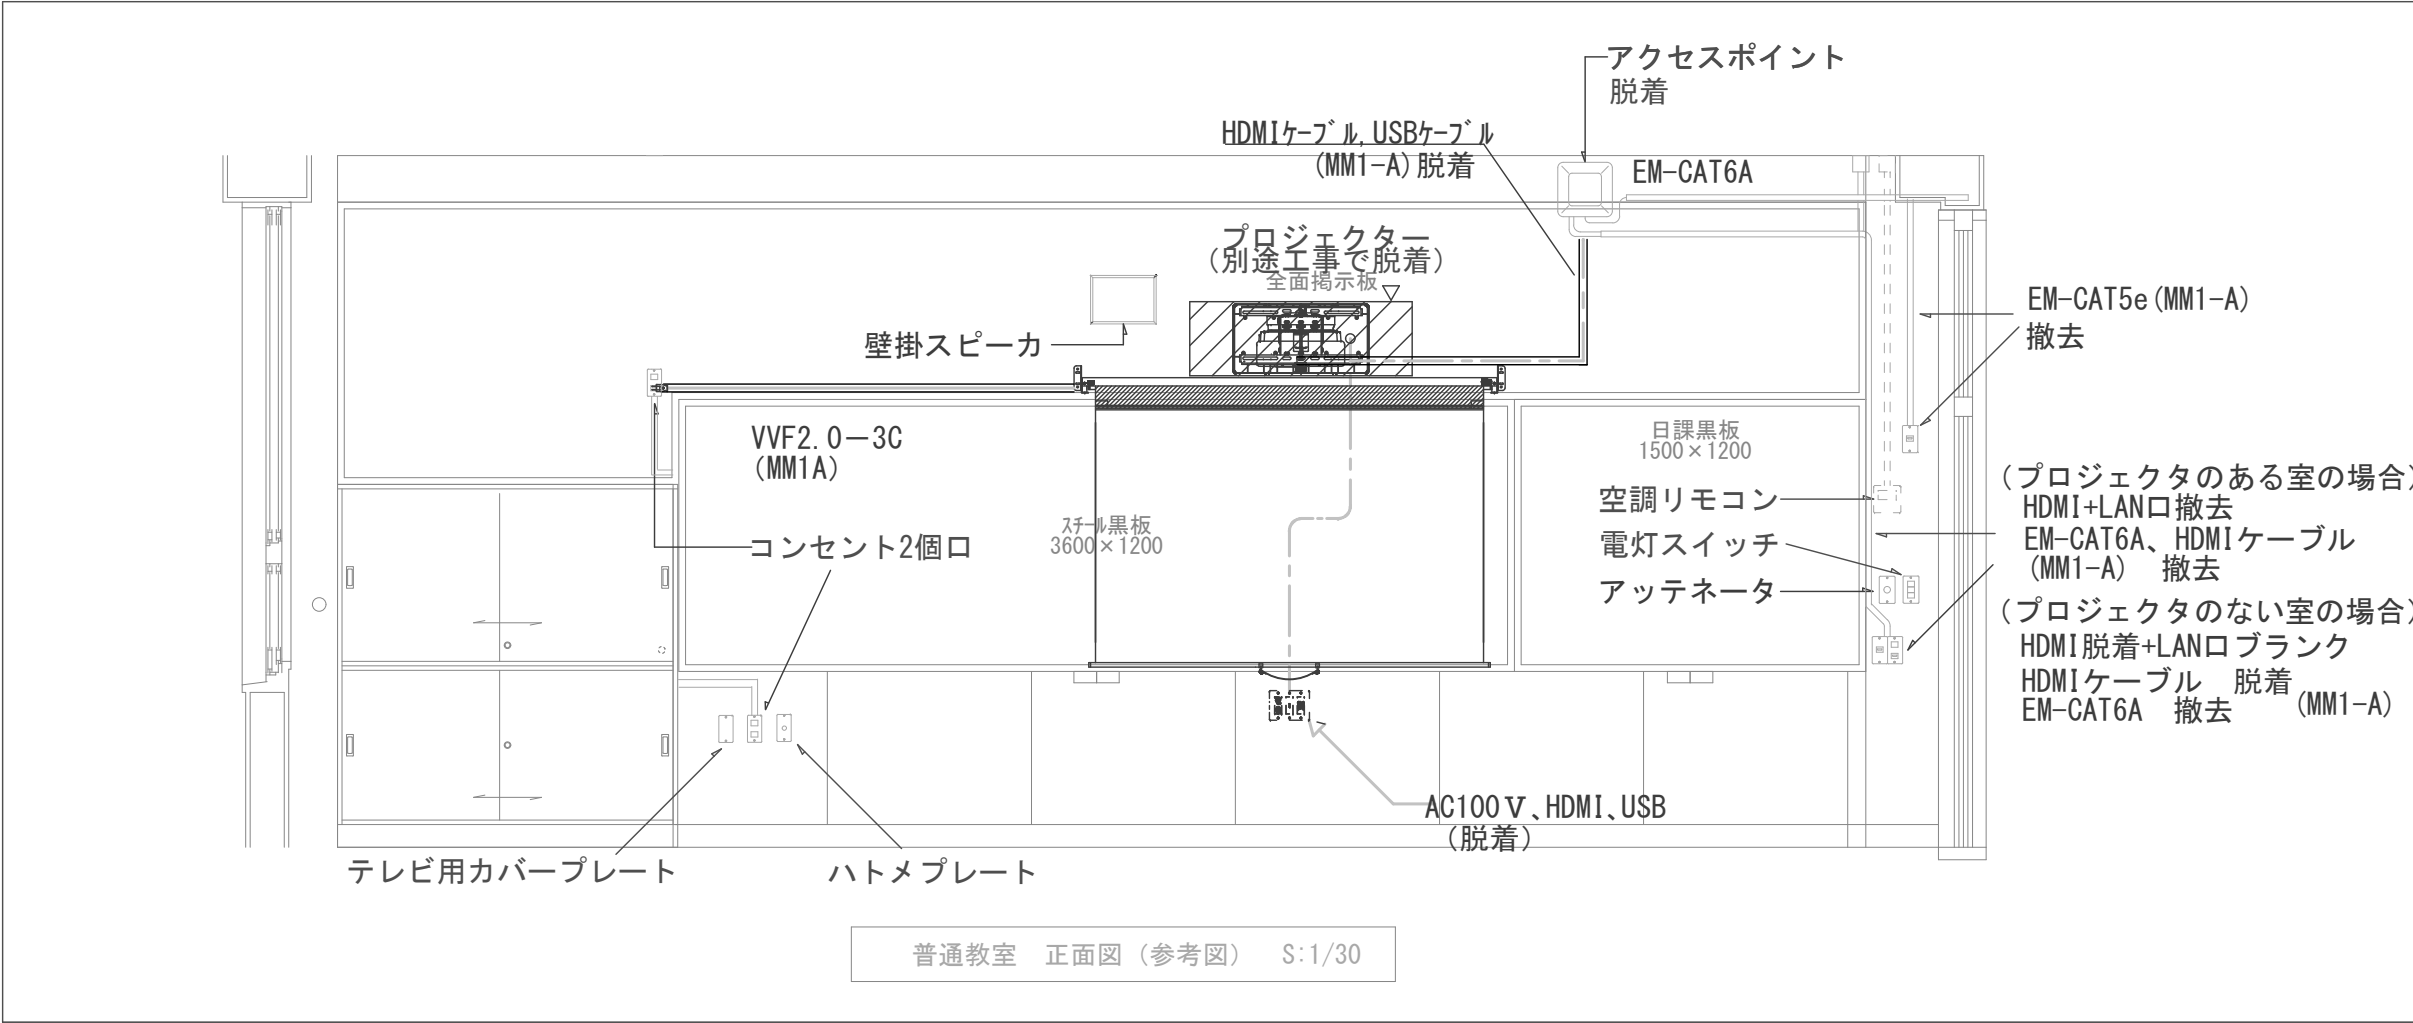 アクセスポイント
脱着
HDMIケーブル,USBケーブル
(MM1-A)脱着
EM-CAT6A
プロジェクター
(別途工事で脱着)
全面掲示板
壁掛スピーカ
EM-CAT5e(MM1-A)
撤去
VVF2.0-3C
(MM1A)
日課黒板
1500×1200
スチール黒板
3600×1200
コンセント2個口
空調リモコン
電灯スイッチ
アッテネータ
(プロジェクタのある室の場合)
HDMI+LAN口撤去
EM-CAT6A、HDMIケーブル
(MM1-A) 撤去
(プロジェクタのない室の場合)
HDMI脱着+LAN口ブランク
HDMIケーブル 脱着
EM-CAT6A 撤去 (MM1-A)
AC100V、HDMI、USB
(脱着)
テレビ用カバープレート
ハトメプレート
普通教室 正面図(参考図) S:1/30